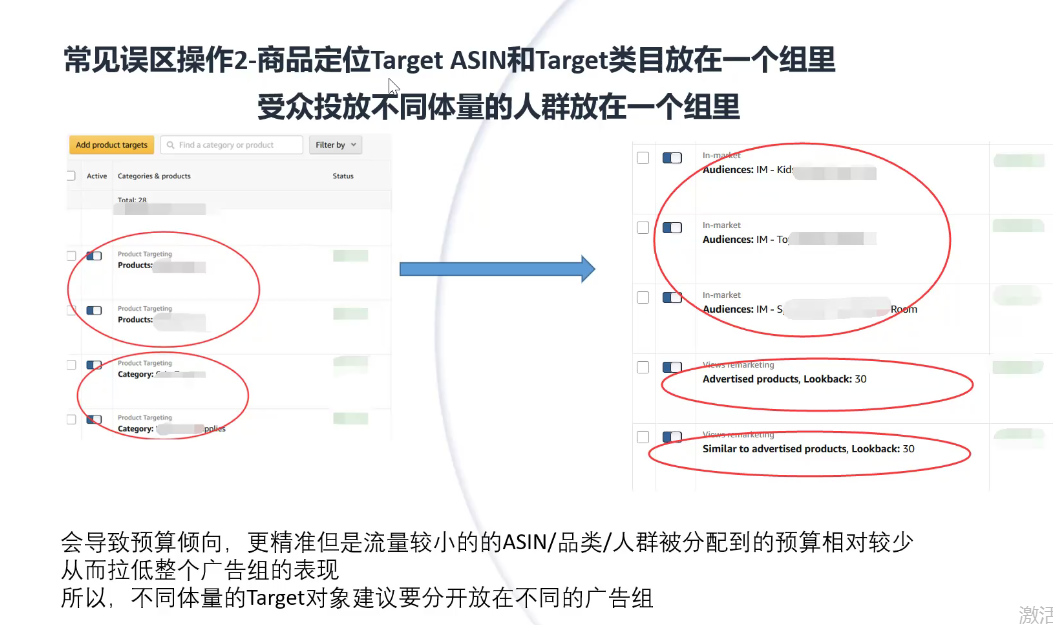 常见误区操作2-商品定位Target ASIN和Target类目放在一个组里
受众投放不同体量的人群放在一个组里
Add product targets
Find a category or product
Filter by
Active
Categories & products
Status
Total: 28
Product Targeting
Products:
Product Targeting
Products:
Product Targeting
Category:
Product Targeting
Category:
In-market
Audiences: IM - Kids
In-market
Audiences: IM -
In-market
Audiences: IM - Room
Views remarketing
Advertised products, Lookback: 30
Views remarketing
Similar to advertised products, Lookback: 30
会导致预算倾向，更精准但是流量较小的的ASIN/品类/人群被分配到的预算相对较少
从而拉低整个广告组的表现
所以，不同体量的Target对象建议要分开放在不同的广告组
激活